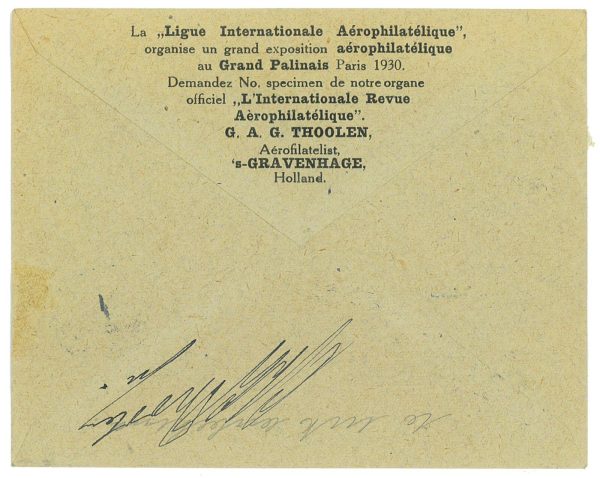 La „Ligue Internationale Aérophilatélique",
organise un grand exposition aérophilatélique
au Grand Palinais Paris 1930.
Demandez No. specimen de notre organe
officiel „L'Internationale Revue
Aèrophilatélique".
G. A. G. THOOLEN,
Aérofilatelist,
's-GRAVENHAGE,
Holland.